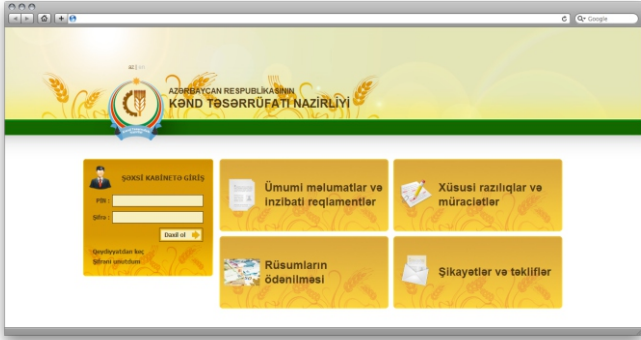 Google
az | en
AZƏRBAYCAN RESPUBLİKASININ
KƏND TƏSƏRRÜFATI NAZİRLİYİ
ŞƏXSİ KABİNETƏ GİRİŞ
FİN :
Şifrə :
Daxil ol
Qeydiyyatdan keç
Şifrəni unutdum
Ümumi məlumatlar və
inzibati reqlamentlər
Xüsusi razılıqlar və
müraciətlər
Rüsumların
ödənilməsi
Şikayətlər və təkliflər